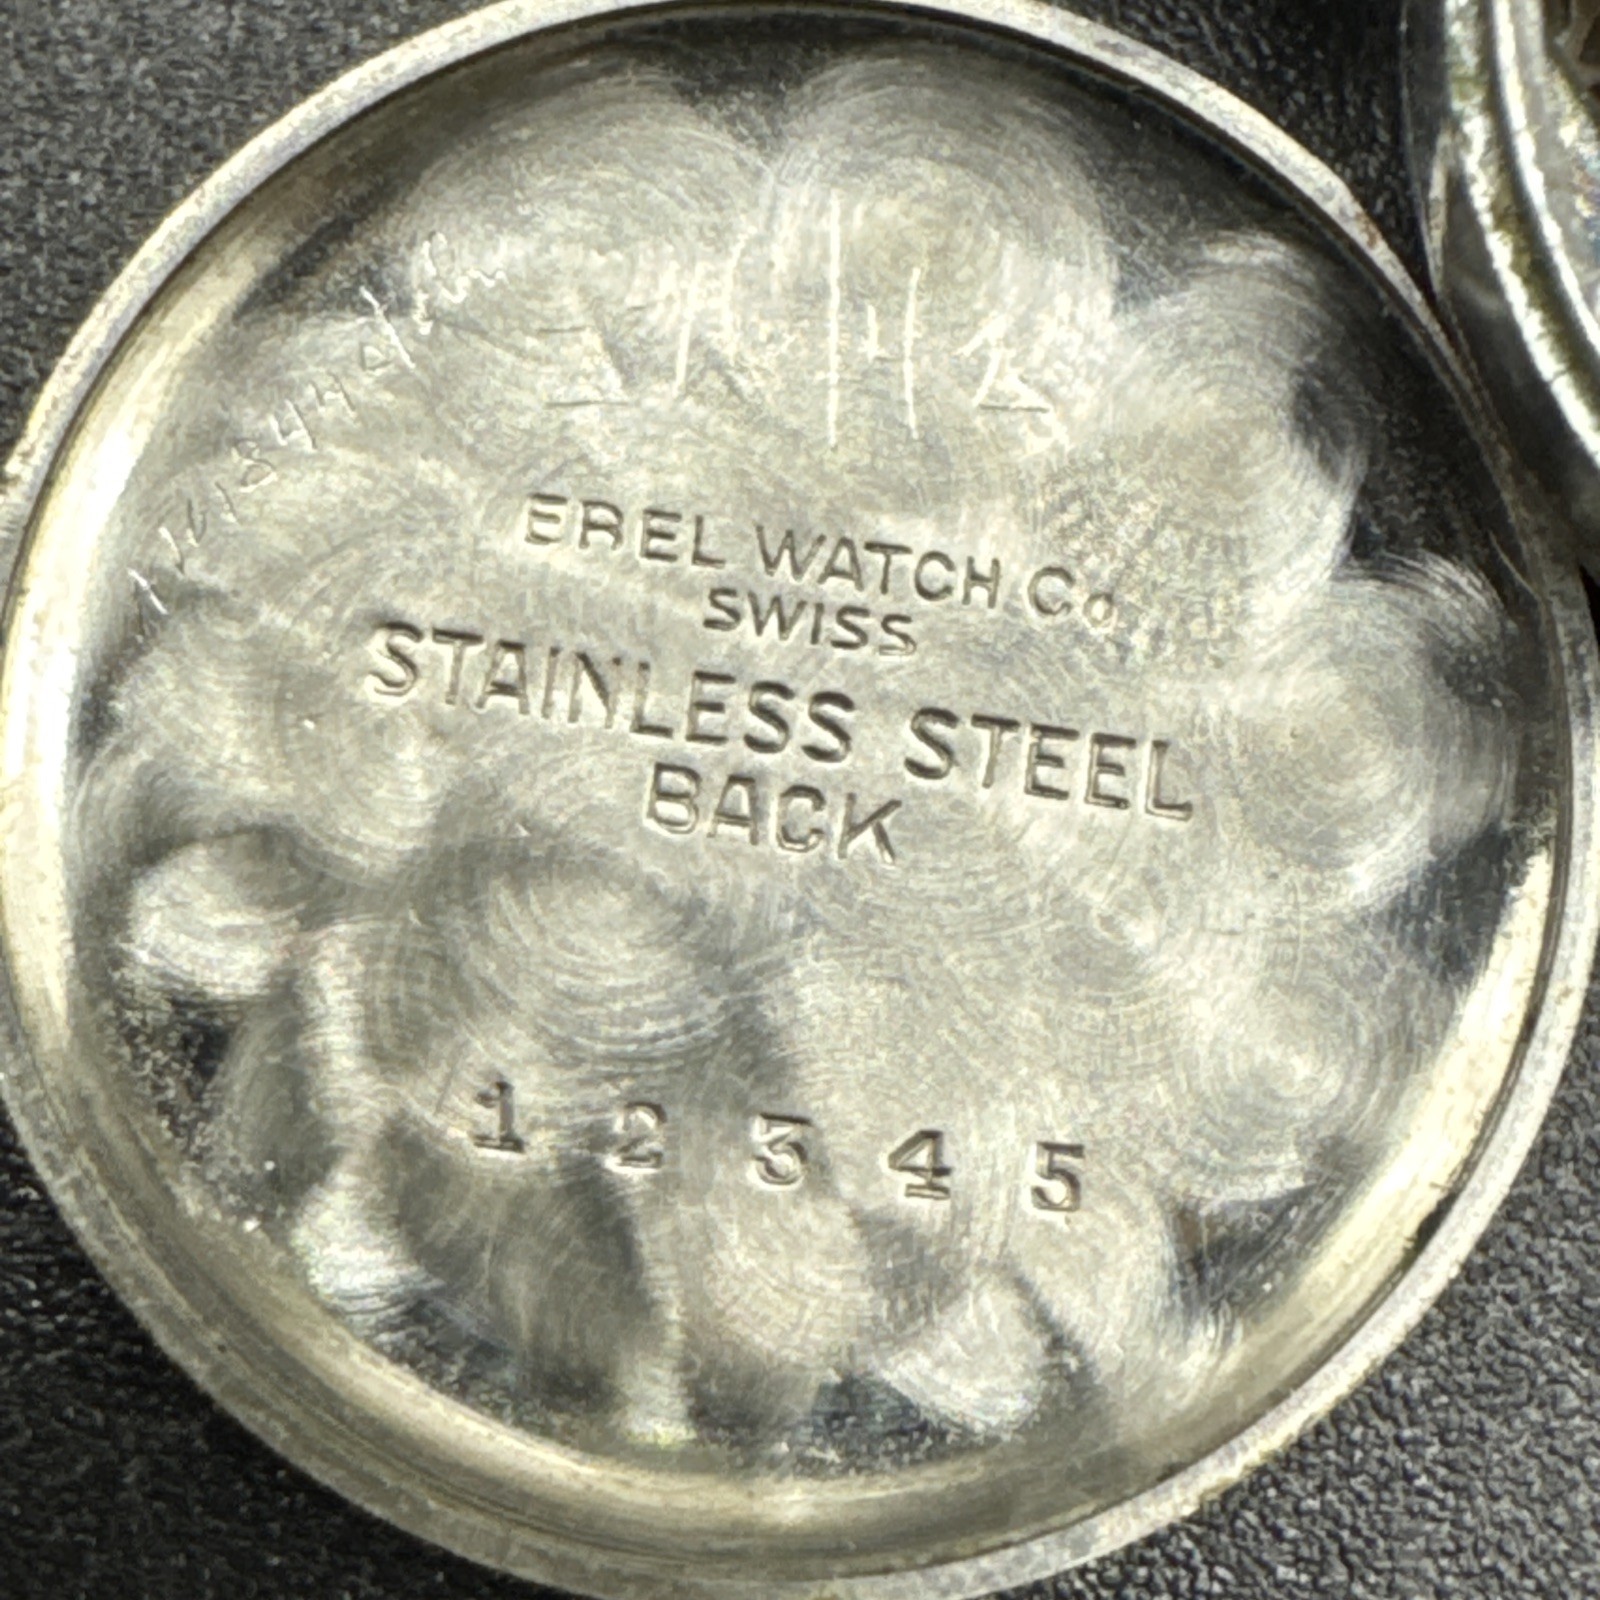 EREL WATCH Co
SWISS
STAINLESS STEEL
BACK
1 2 3 4 5